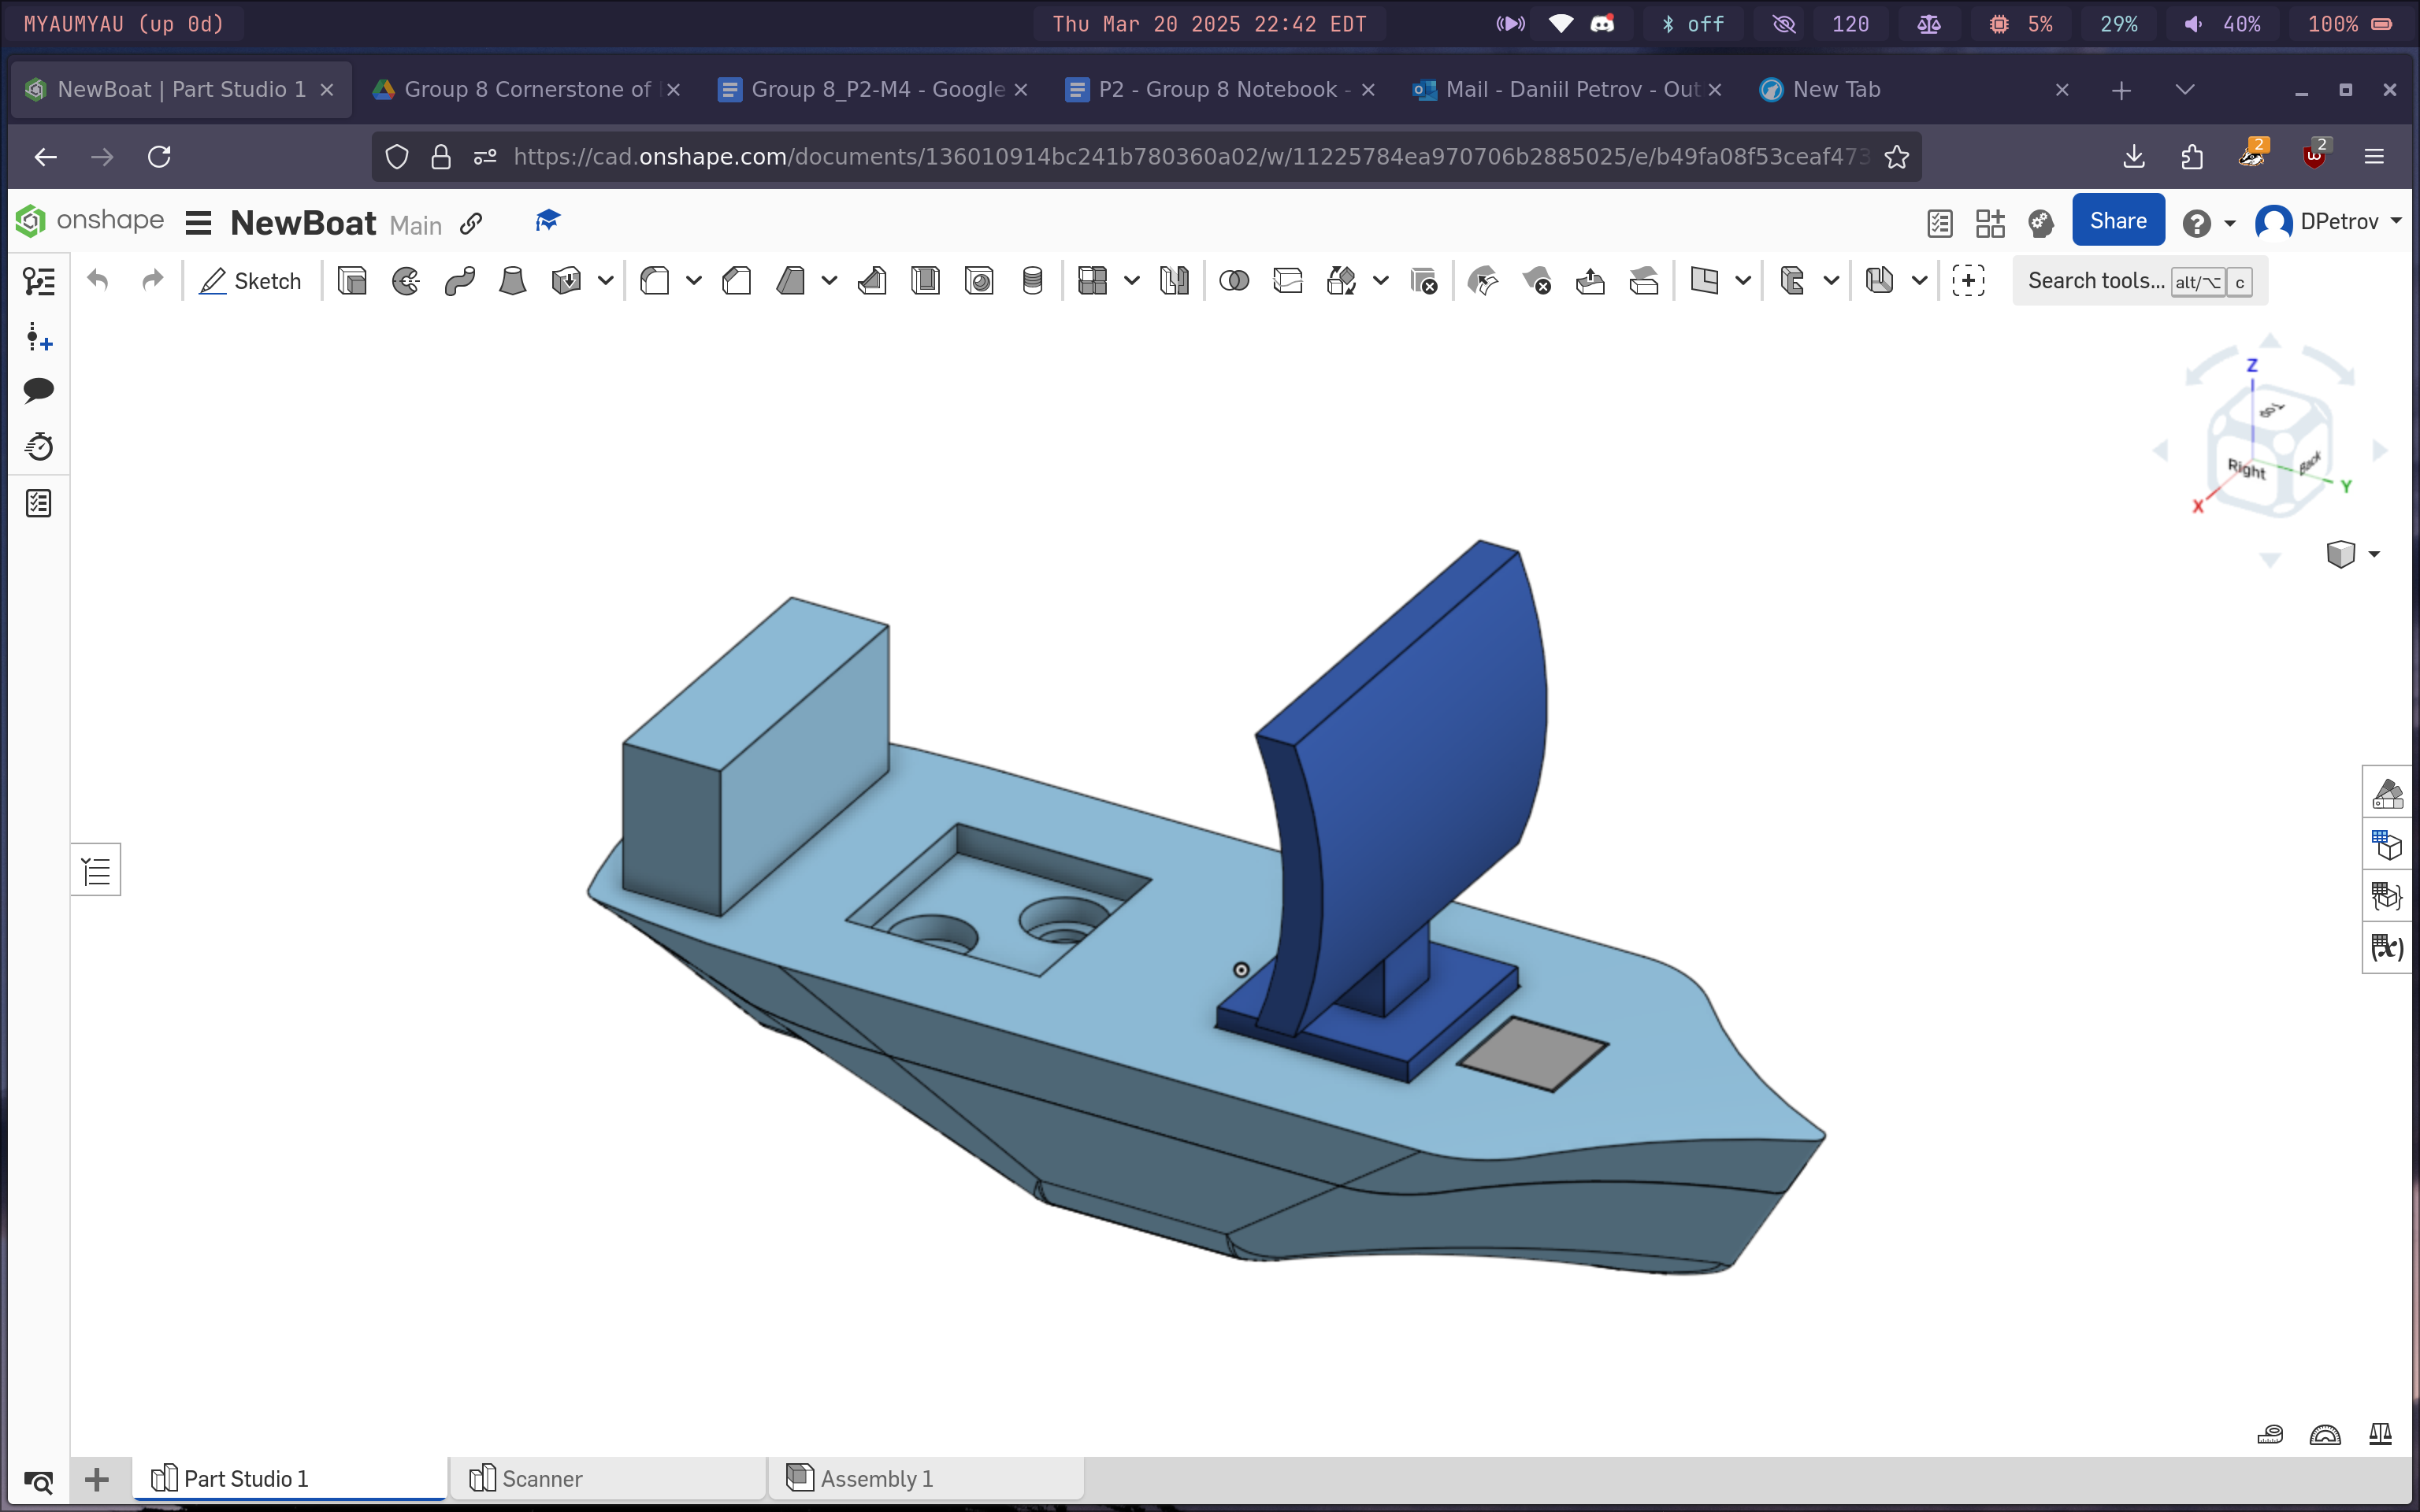 MYAUMYAU (up 0d)
Thu Mar 20 2025 22:42 EDT
off
120
5%
29%
40%
100%
NewBoat | Part Studio 1
Group 8 Cornerstone of
Group 8_P2-M4 - Google
P2 - Group 8 Notebook -
Mail - Daniil Petrov - Out
New Tab
https://cad.onshape.com/documents/136010914bc241b780360a02/w/11225784ea970706b2885025/e/b49fa08f53ceaf473
2
2
onshape
NewBoat Main
Share
DPetrov
Sketch
Search tools... alt/⌥ c
Z
Top
Right
Back
X
Y
(x)
Part Studio 1
Scanner
Assembly 1